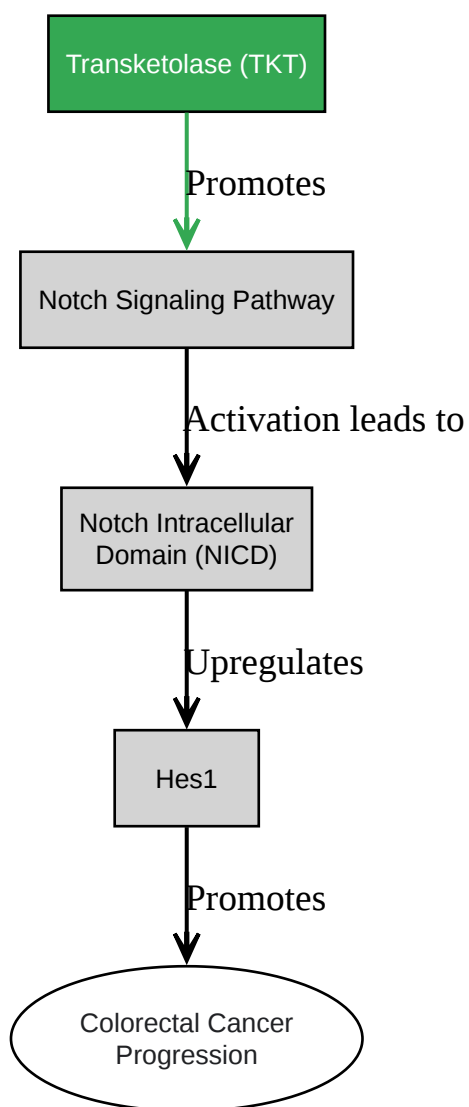 Transketolase (TKT)
Promotes
Notch Signaling Pathway
Activation leads to
Notch Intracellular
Domain (NICD)
Upregulates
Hes1
Promotes
Colorectal Cancer
Progression